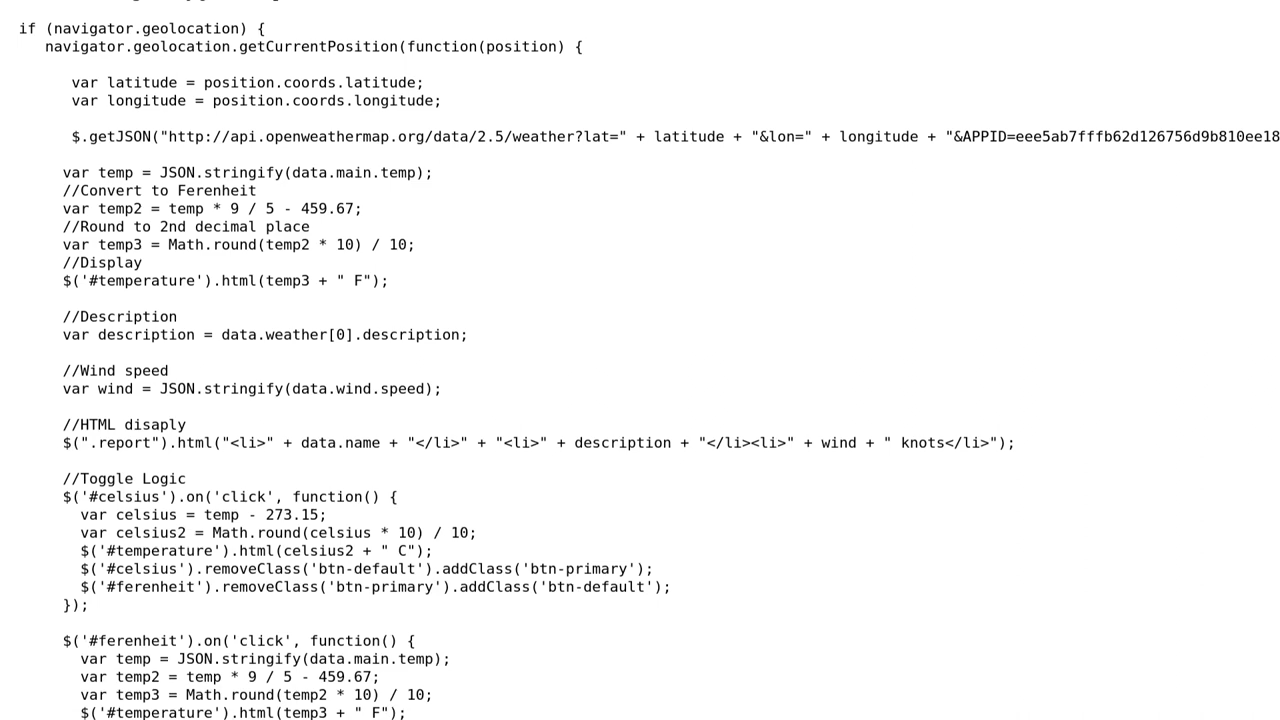 if (navigator.geolocation) {
navigator.geolocation.getCurrentPosition(function(position) {
var latitude = position.coords.latitude;
var longitude = position.coords.longitude;
$.getJSON("http://api.openweathermap.org/data/2.5/weather?lat=" + latitude + "&lon=" + longitude + "&APPID=eee5ab7fffb62d126756d9b810ee18
var temp = JSON.stringify(data.main.temp);
//Convert to Ferenheit
var temp2 = temp * 9 / 5 - 459.67;
//Round to 2nd decimal place
var temp3 = Math.round(temp2 * 10) / 10;
//Display
$('#temperature').html(temp3 + " F");
//Description
var description = data.weather[0].description;
//Wind speed
var wind = JSON.stringify(data.wind.speed);
//HTML disaply
$(".report").html("<li>" + data.name + "</li>" + "<li>" + description + "</li><li>" + wind + " knots</li>");
//Toggle Logic
$('#celsius').on('click', function() {
var celsius = temp - 273.15;
var celsius2 = Math.round(celsius * 10) / 10;
$('#temperature').html(celsius2 + " C");
$('#celsius').removeClass('btn-default').addClass('btn-primary');
$('#ferenheit').removeClass('btn-primary').addClass('btn-default');
});
$('#ferenheit').on('click', function() {
var temp = JSON.stringify(data.main.temp);
var temp2 = temp * 9 / 5 - 459.67;
var temp3 = Math.round(temp2 * 10) / 10;
$('#temperature').html(temp3 + " F");